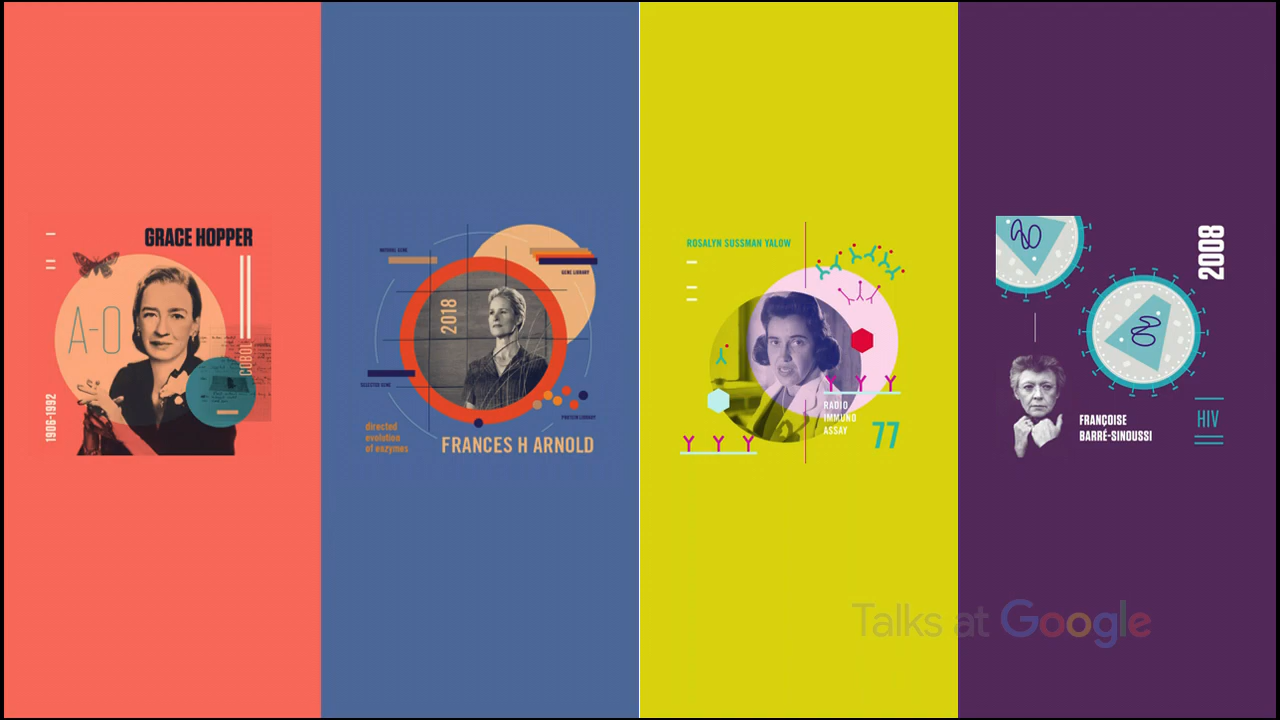 GRACE HOPPER
A-O
COBOL
1906-1992
MATERIAL GENE
GENE LIBRARY
2018
SELECTED GENE
PROTEIN LIBRARY
directed
evolution
of enzymes
FRANCES H ARNOLD
ROSALYN SUSSMAN YALOW
RADIO
IMMUNO
ASSAY
77
2008
FRANÇOISE
BARRÉ-SINOUSSI
HIV
Talks at Google